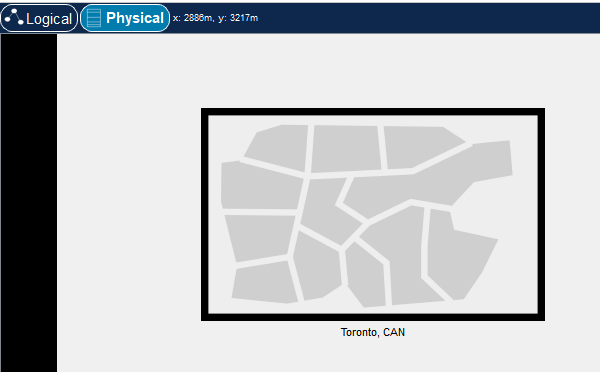 Logical Physical x: 2886m, y: 3217m
Toronto, CAN